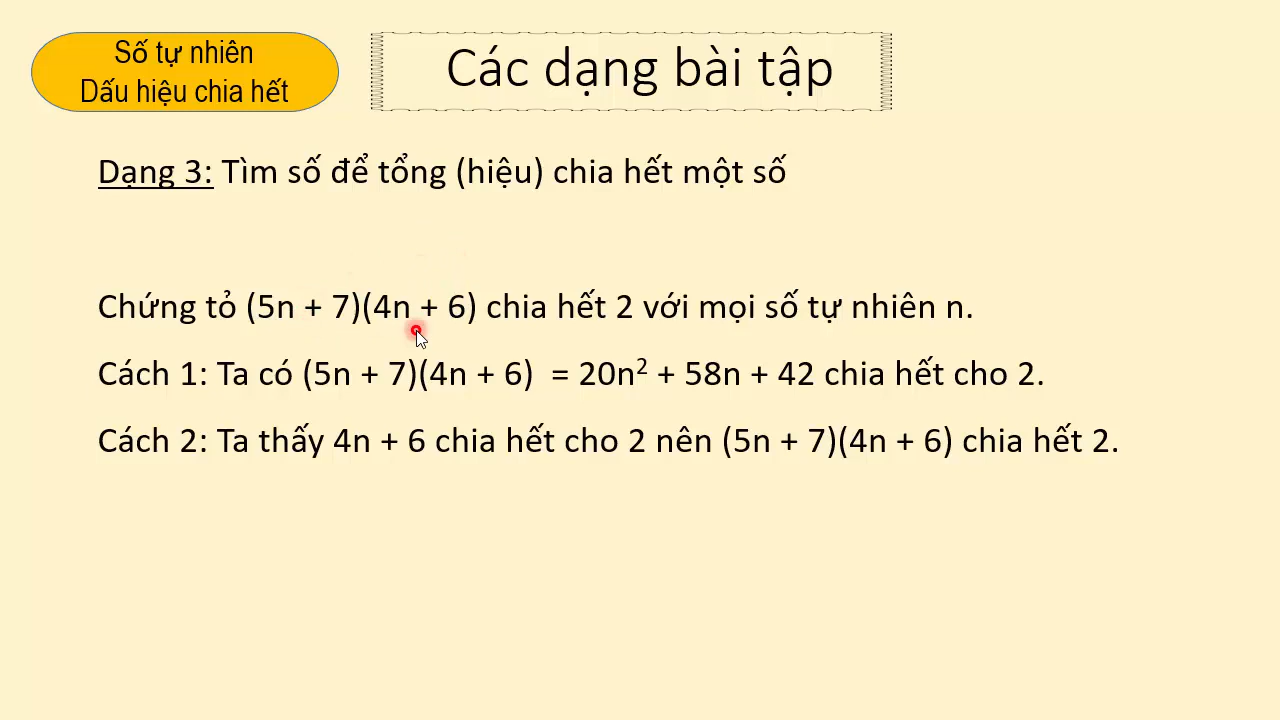 Số tự nhiên
Dấu hiệu chia hết
Các dạng bài tập
Dạng 3: Tìm số để tổng (hiệu) chia hết một số
Chứng tỏ (5n + 7)(4n + 6) chia hết 2 với mọi số tự nhiên n.
Cách 1: Ta có (5n + 7)(4n + 6) = 20n² + 58n + 42 chia hết cho 2.
Cách 2: Ta thấy 4n + 6 chia hết cho 2 nên (5n + 7)(4n + 6) chia hết 2.